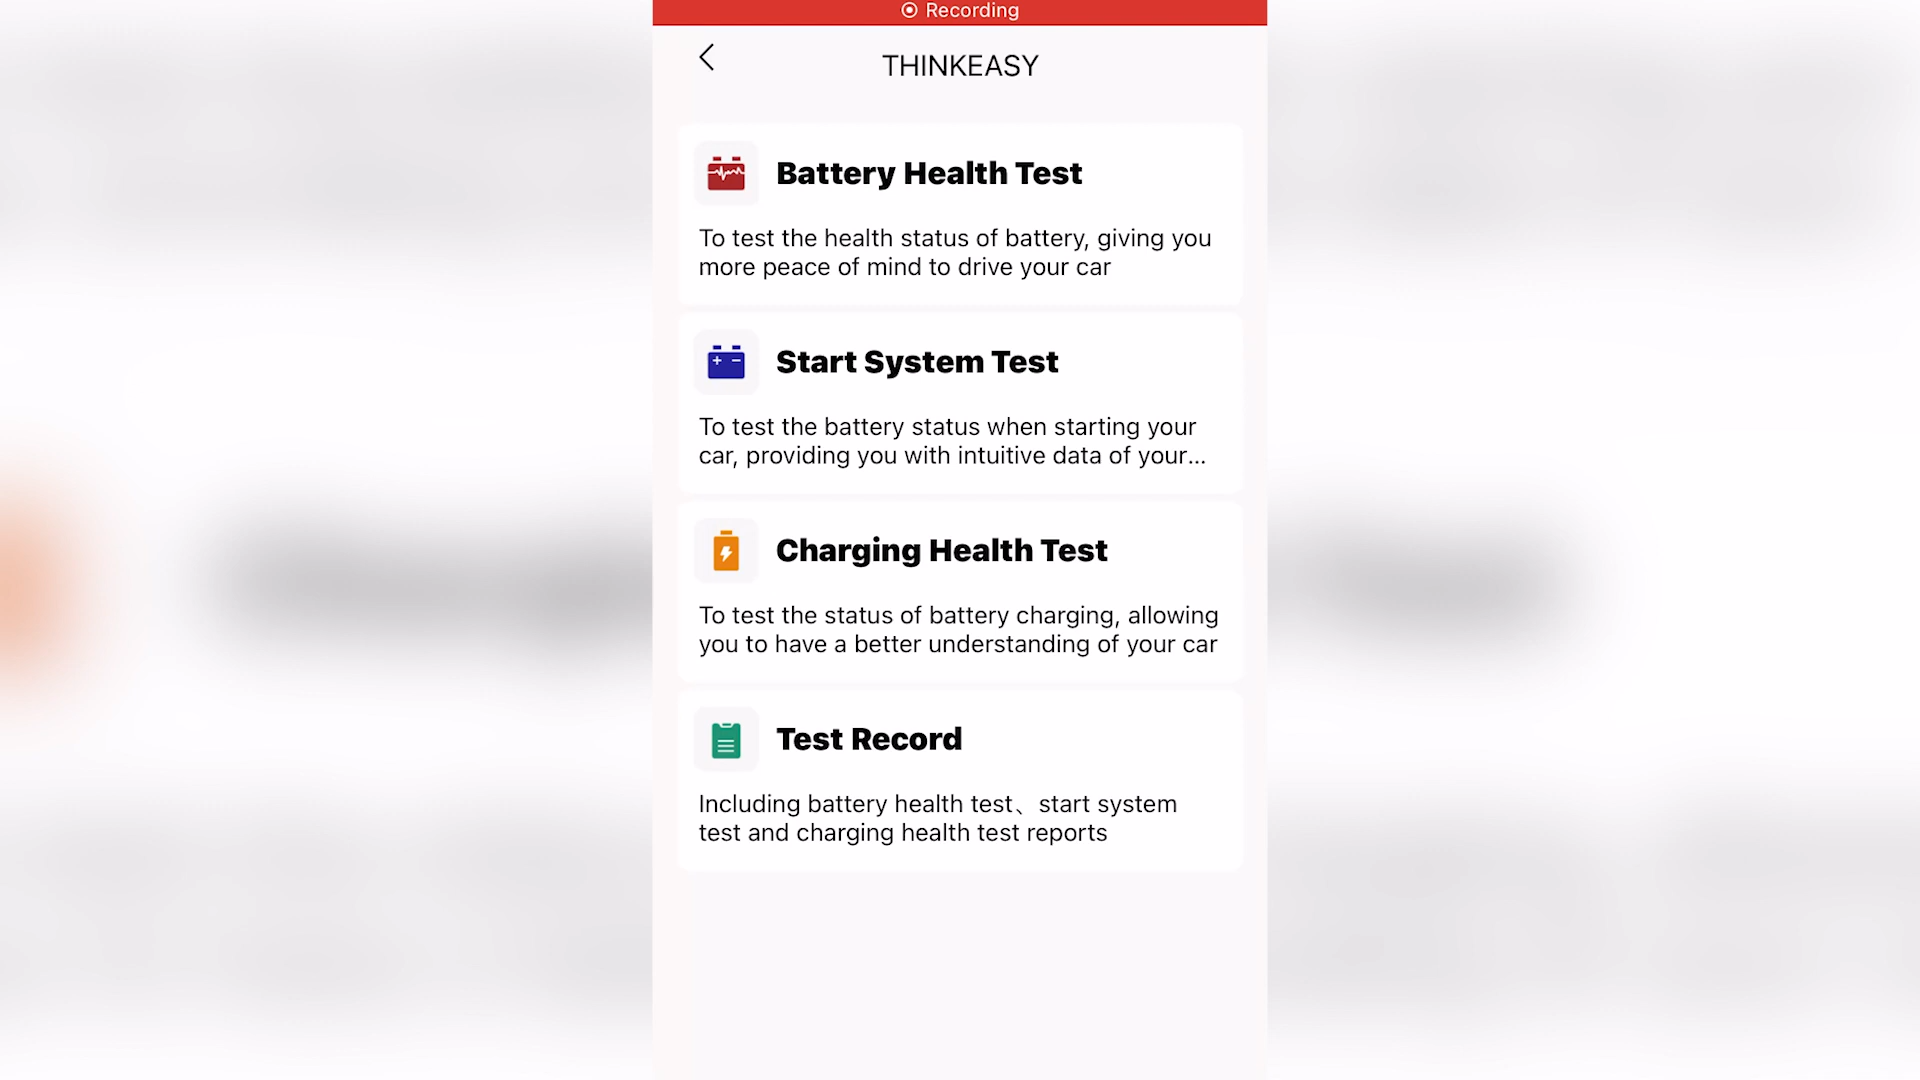 Recording
THINKEASY
Battery Health Test
To test the health status of battery, giving you
more peace of mind to drive your car
Start System Test
To test the battery status when starting your
car, providing you with intuitive data of your...
Charging Health Test
To test the status of battery charging, allowing
you to have a better understanding of your car
Test Record
Including battery health test、start system
test and charging health test reports